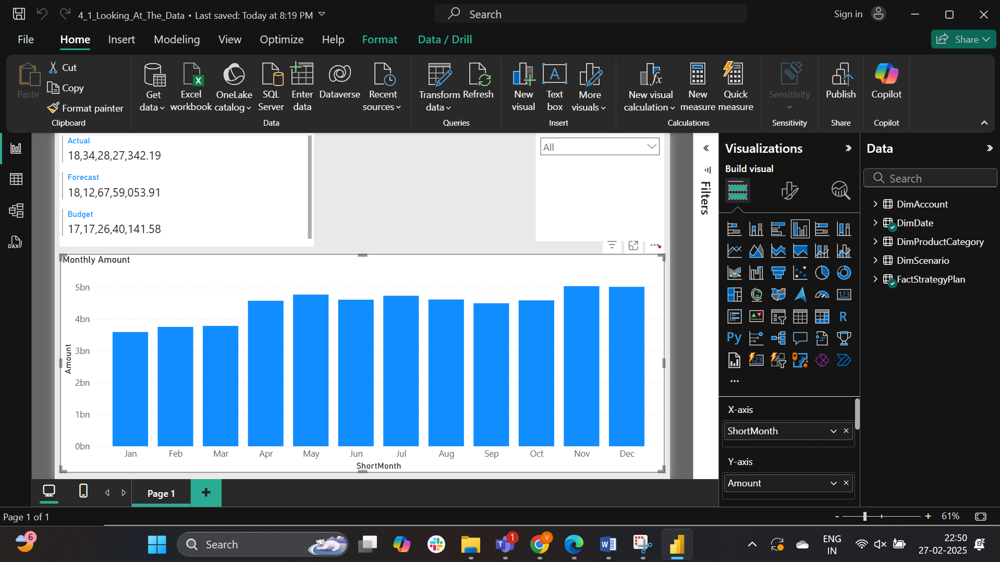 4_1_Looking_At_The_Data • Last saved: Today at 8:19 PM
Search
Sign in
File
Home
Insert
Modeling
View
Optimize
Help
Format
Data / Drill
Share
Paste
Cut
Copy
Format painter
Clipboard
Get data
Excel workbook
OneLake catalog
SQL Server
Enter data
Dataverse
Recent sources
Data
Transform data
Refresh
Queries
New visual
Text box
More visuals
Insert
New visual calculation
New measure
Quick measure
Calculations
Sensitivity
Sensitivity
Publish
Share
Copilot
Copilot
DAX
Actual
18,34,28,27,342.19
Forecast
18,12,67,59,053.91
Budget
17,17,26,40,141.58
All
Monthly Amount
5bn
4bn
3bn
2bn
1bn
0bn
Amount
Jan Feb Mar Apr May Jun Jul Aug Sep Oct Nov Dec
ShortMonth
Filters
Visualizations
Build visual
123
R
Py
123
X-axis
ShortMonth
Y-axis
Amount
Data
Search
DimAccount
DimDate
DimProductCategory
DimScenario
FactStrategyPlan
Page 1
Page 1 of 1
- + 61%
6
Search
1
V
ENG
IN
22:50
27-02-2025